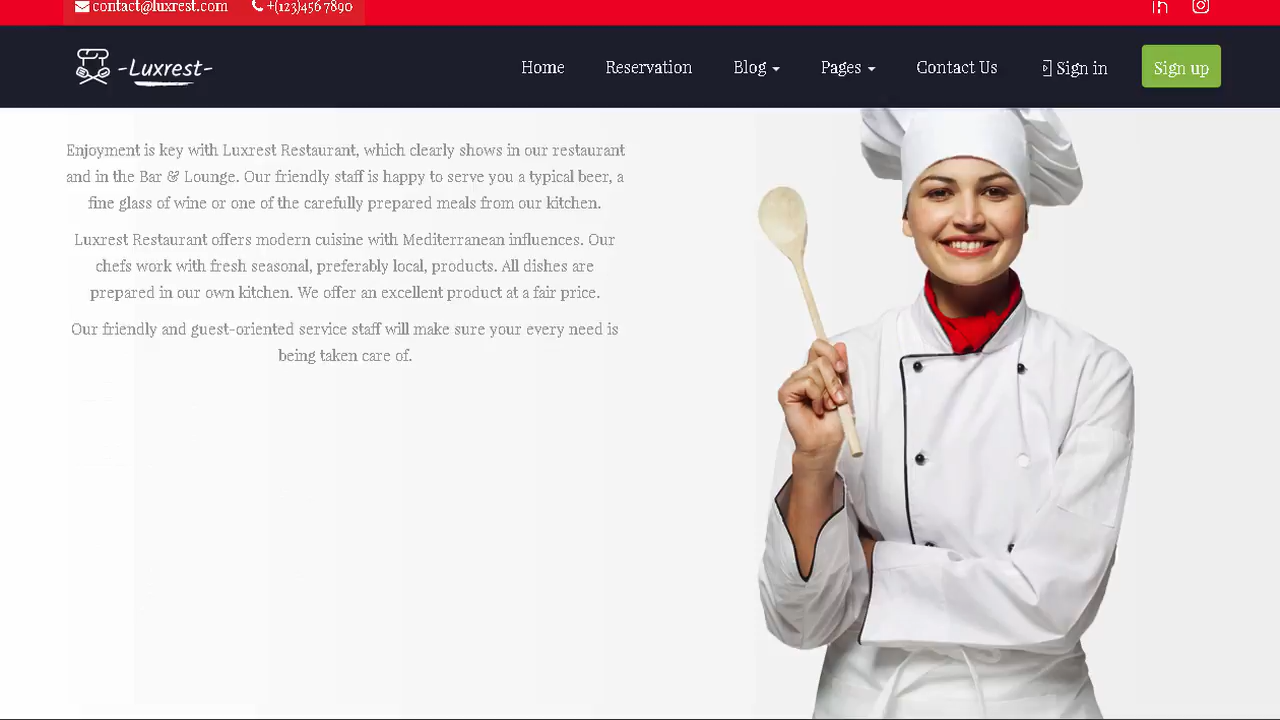 contact@luxrest.com +(123)456 7890
-Luxrest- Home Reservation Blog Pages Contact Us Sign in Sign up
Enjoyment is key with Luxrest Restaurant, which clearly shows in our restaurant
and in the Bar & Lounge. Our friendly staff is happy to serve you a typical beer, a
fine glass of wine or one of the carefully prepared meals from our kitchen.
Luxrest Restaurant offers modern cuisine with Mediterranean influences. Our
chefs work with fresh seasonal, preferably local, products. All dishes are
prepared in our own kitchen. We offer an excellent product at a fair price.
Our friendly and guest-oriented service staff will make sure your every need is
being taken care of.